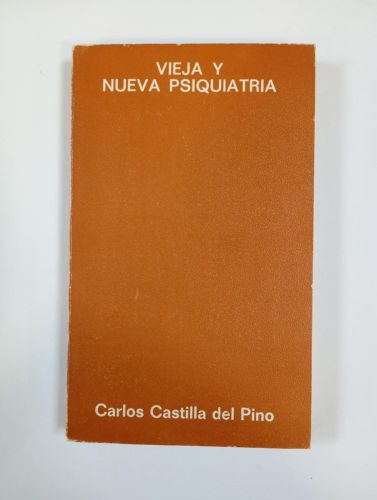 VIEJA Y
NUEVA PSIQUIATRIA
Carlos Castilla del Pino